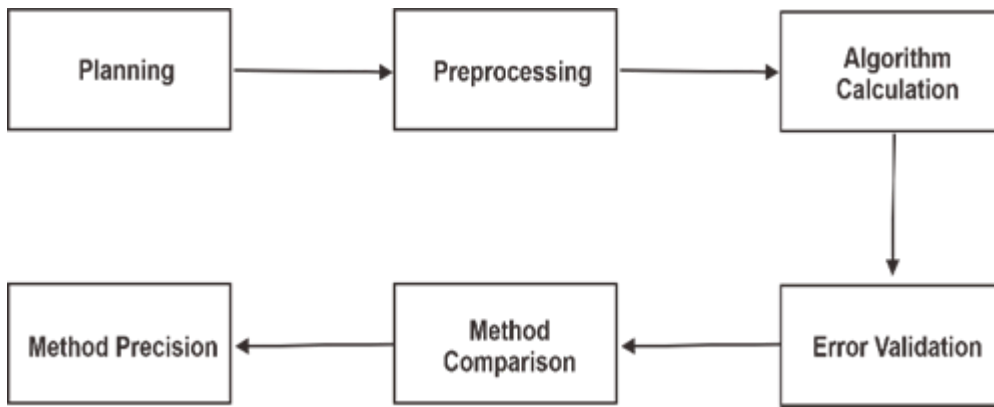 Planning
Preprocessing
Algorithm
Calculation
Error Validation
Method
Comparison
Method Precision